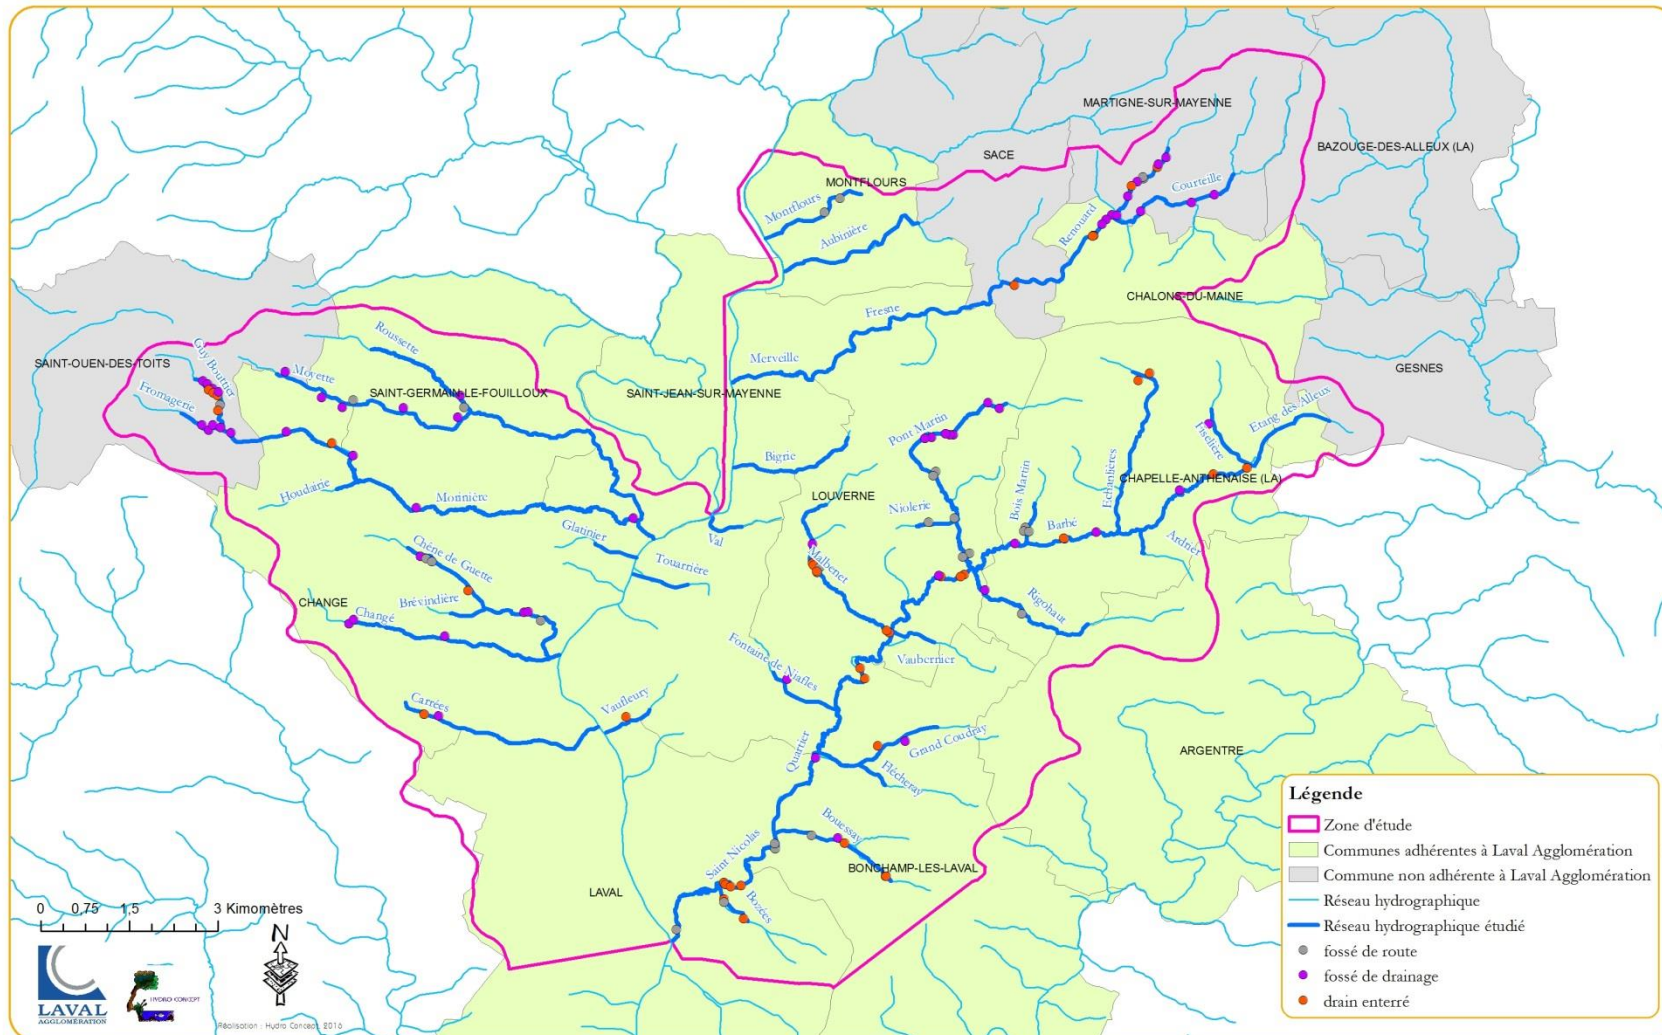 MARTIGNE-SUR-MAYENNE
SACE
BAZOUGE-DES-ALLEUX (LA)
MONTFLOURS
Montflours
Aubinière
Courteille
Renouard
CHALONS-DU-MAINE
Fresne
Merveille
GESNES
SAINT-OUEN-DES-TOITS
Guy Boutier
Fromagerie
Roussette
Moyette
SAINT-GERMAIN-LE-FOUILLOUX
SAINT-JEAN-SUR-MAYENNE
Pont Martin
Etang des Alleux
Fisclière
Echardières
CHAPELLE-ANTHENAISE (LA)
Bigrie
LOUVERNE
Niolerie
Bois Martin
Barbé
Ardrier
Houdairie
Morinière
Glatinier
Val
Touarrière
Malbenet
Chêne de Guette
Brévindière
CHANGE
Changé
Rigohaut
Vaubernier
Fontaine de Niafles
Carrées
Vaufleury
Quartier
Grand Coudray
Flécheray
ARGENTRE
Bouessay
Saint Nicolas
BONCHAMP-LES-LAVAL
LAVAL
Bozées
Légende
Zone d'étude
Communes adhérentes à Laval Agglomération
Commune non adhérente à Laval Agglomération
Réseau hydrographique
Réseau hydrographique étudié
fossé de route
fossé de drainage
drain enterré
0 0,75 1,5 3 Kimomètres
N
LAVAL
AGGLOMÉRATION
HYDRO CONCEPT
Réalisation : Hydro Concept, 2016